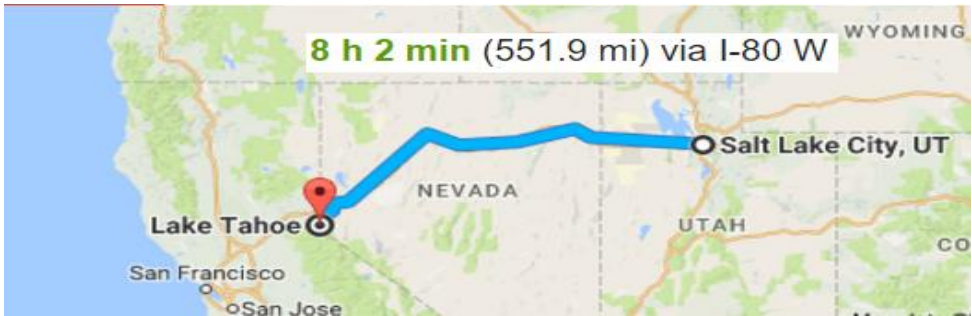 8 h 2 min (551.9 mi) via I-80 W
WYOMING
Salt Lake City, UT
NEVADA
Lake Tahoe
UTAH
CO
San Francisco
San Jose